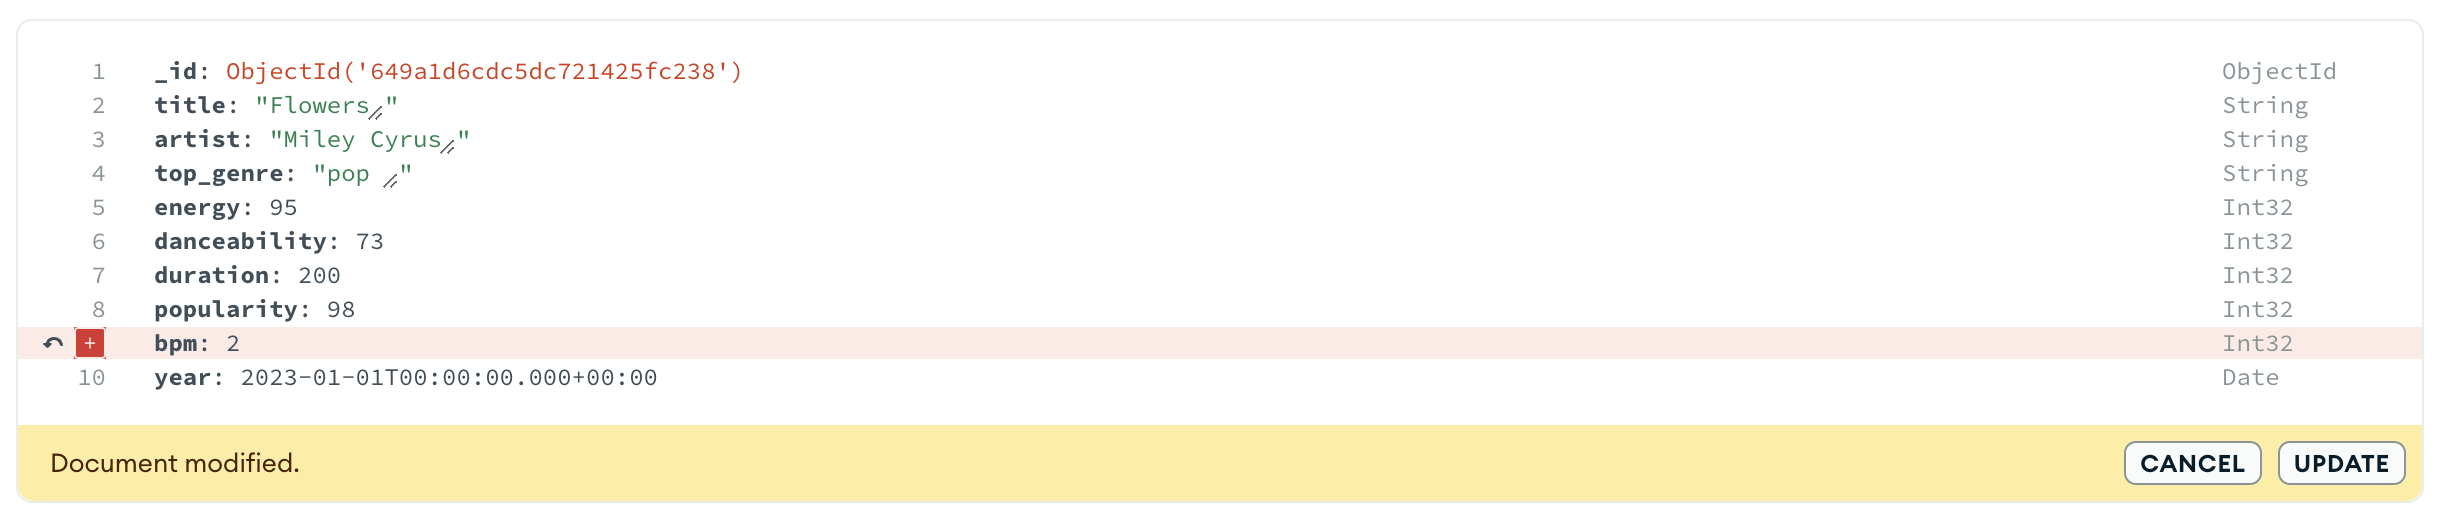 1 _id: ObjectId('649a1d6cdc5dc721425fc238') ObjectId
2 title: "Flowers" String
3 artist: "Miley Cyrus" String
4 top_genre: "pop " String
5 energy: 95 Int32
6 danceability: 73 Int32
7 duration: 200 Int32
8 popularity: 98 Int32
+ bpm: 2 Int32
10 year: 2023-01-01T00:00:00.000+00:00 Date
Document modified. CANCEL UPDATE